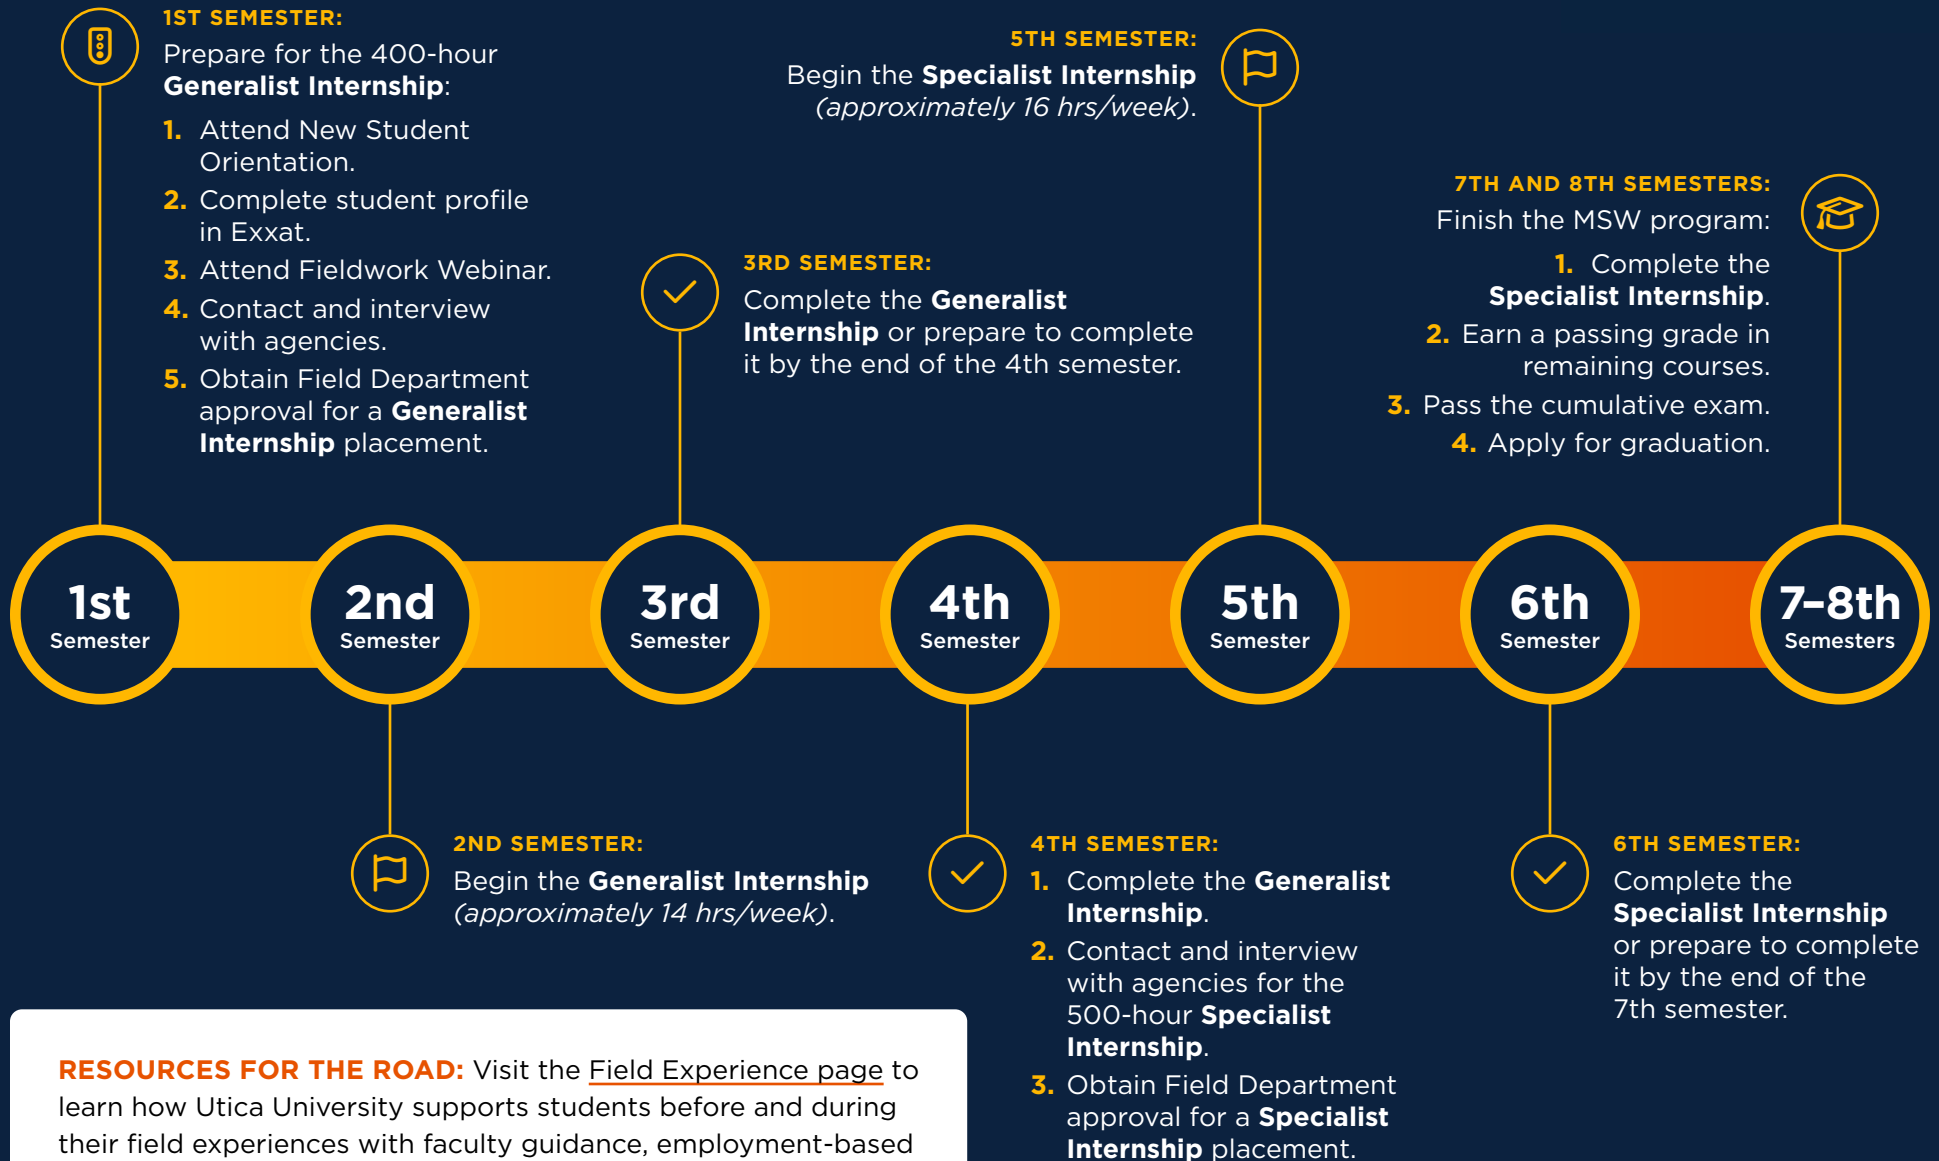 1ST SEMESTER:
Prepare for the 400-hour
Generalist Internship:
1. Attend New Student
Orientation.
2. Complete student profile
in Exxat.
3. Attend Fieldwork Webinar.
4. Contact and interview
with agencies.
5. Obtain Field Department
approval for a Generalist
Internship placement.
3RD SEMESTER:
Complete the Generalist
Internship or prepare to complete
it by the end of the 4th semester.
5TH SEMESTER:
Begin the Specialist Internship
(approximately 16 hrs/week).
7TH AND 8TH SEMESTERS:
Finish the MSW program:
1. Complete the
Specialist Internship.
2. Earn a passing grade in
remaining courses.
3. Pass the cumulative exam.
4. Apply for graduation.
1st
Semester
2nd
Semester
3rd
Semester
4th
Semester
5th
Semester
6th
Semester
7–8th
Semesters
2ND SEMESTER:
Begin the Generalist Internship
(approximately 14 hrs/week).
4TH SEMESTER:
1. Complete the Generalist
Internship.
2. Contact and interview
with agencies for the
500-hour Specialist
Internship.
3. Obtain Field Department
approval for a Specialist
Internship placement.
6TH SEMESTER:
Complete the
Specialist Internship
or prepare to complete
it by the end of the
7th semester.
RESOURCES FOR THE ROAD: Visit the Field Experience page to
learn how Utica University supports students before and during
their field experiences with faculty guidance, employment-based